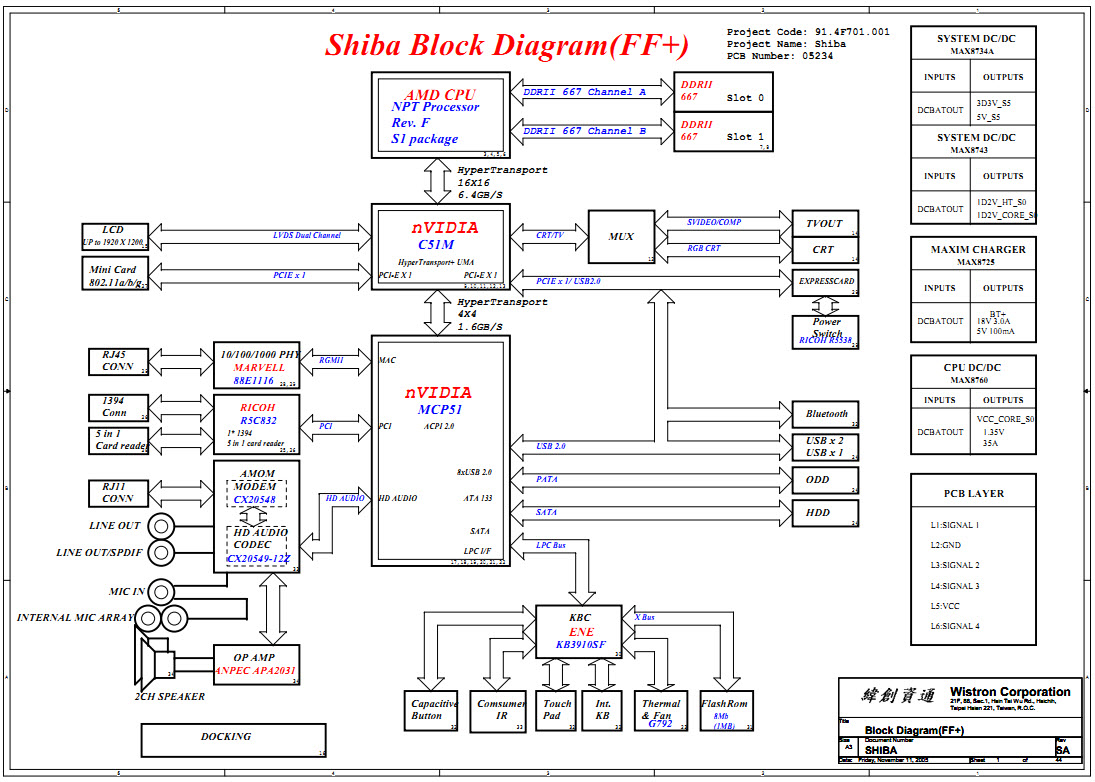 Shiba Block Diagram(FF+)
Project Code: 91.4F701.001
Project Name: Shiba
PCB Number: 05234
AMD CPU
NPT Processor
Rev. F
S1 package
DDRII 667 Channel A
DDRII
667
Slot 0
DDRII 667 Channel B
DDRII
667
Slot 1
HyperTransport
16X16
6.4GB/S
LCD
UP to 1920 X 1200
LVDS Dual Channel
Mini Card
802.11a/b/g
PCIE x 1
nVIDIA
C51M
HyperTransport+ UMA
PCI-E X 1
PCI-E X 1
CRT/TV
MUX
SVIDEO/COMP
TVOUT
RGB CRT
CRT
PCIE x 1/ USB2.0
EXPRESSCARD
Power
Switch
RICOH R5538
HyperTransport
4X4
1.6GB/S
RJ45
CONN
10/100/1000 PHY
MARVELL
88E1116
RGMII
MAC
nVIDIA
MCP51
ACPI 2.0
1394
Conn
5 in 1
Card reader
RICOH
R5C832
1* 1394
5 in 1 card reader
PCI
PCI
8xUSB 2.0
ATA 133
SATA
LPC I/F
17,18,19,20,21,22
HD AUDIO
HD AUDIO
RJ11
CONN
AMOM
MODEM
CX20548
HD AUDIO
CODEC
CX20549-12Z
LINE OUT
LINE OUT/SPDIF
MIC IN
INTERNAL MIC ARRAY
2CH SPEAKER
OP AMP
ANPEC APA2031
USB 2.0
Bluetooth
USB x 2
USB x 1
PATA
ODD
SATA
HDD
LPC Bus
KBC
ENE
KB3910SF
X Bus
Capacitive
Button
Comsumer
IR
Touch
Pad
Int.
KB
Thermal
& Fan
G792
FlashRom
8Mb
(1MB)
DOCKING
SYSTEM DC/DC
MAX8734A
INPUTS OUTPUTS
DCBATOUT
3D3V_S5
5V_S5
SYSTEM DC/DC
MAX8743
INPUTS OUTPUTS
DCBATOUT
1D2V_HT_S0
1D2V_CORE_S0
MAXIM CHARGER
MAX8725
INPUTS OUTPUTS
DCBATOUT
BT+
18V 3.0A
5V 100mA
CPU DC/DC
MAX8760
INPUTS OUTPUTS
DCBATOUT
VCC_CORE_S0
1.35V
35A
PCB LAYER
L1:SIGNAL 1
L2:GND
L3:SIGNAL 2
L4:SIGNAL 3
L5:VCC
L6:SIGNAL 4
緯創資通
Wistron Corporation
21F, 88, Sec.1, Hsin Tai Wu Rd., Hsichih,
Taipei Hsien 221, Taiwan, R.O.C.
Title
Block Diagram(FF+)
Size
A3
Document Number
SHIBA
Rev
SA
Date: Friday, November 11, 2005
Sheet 1 of 44